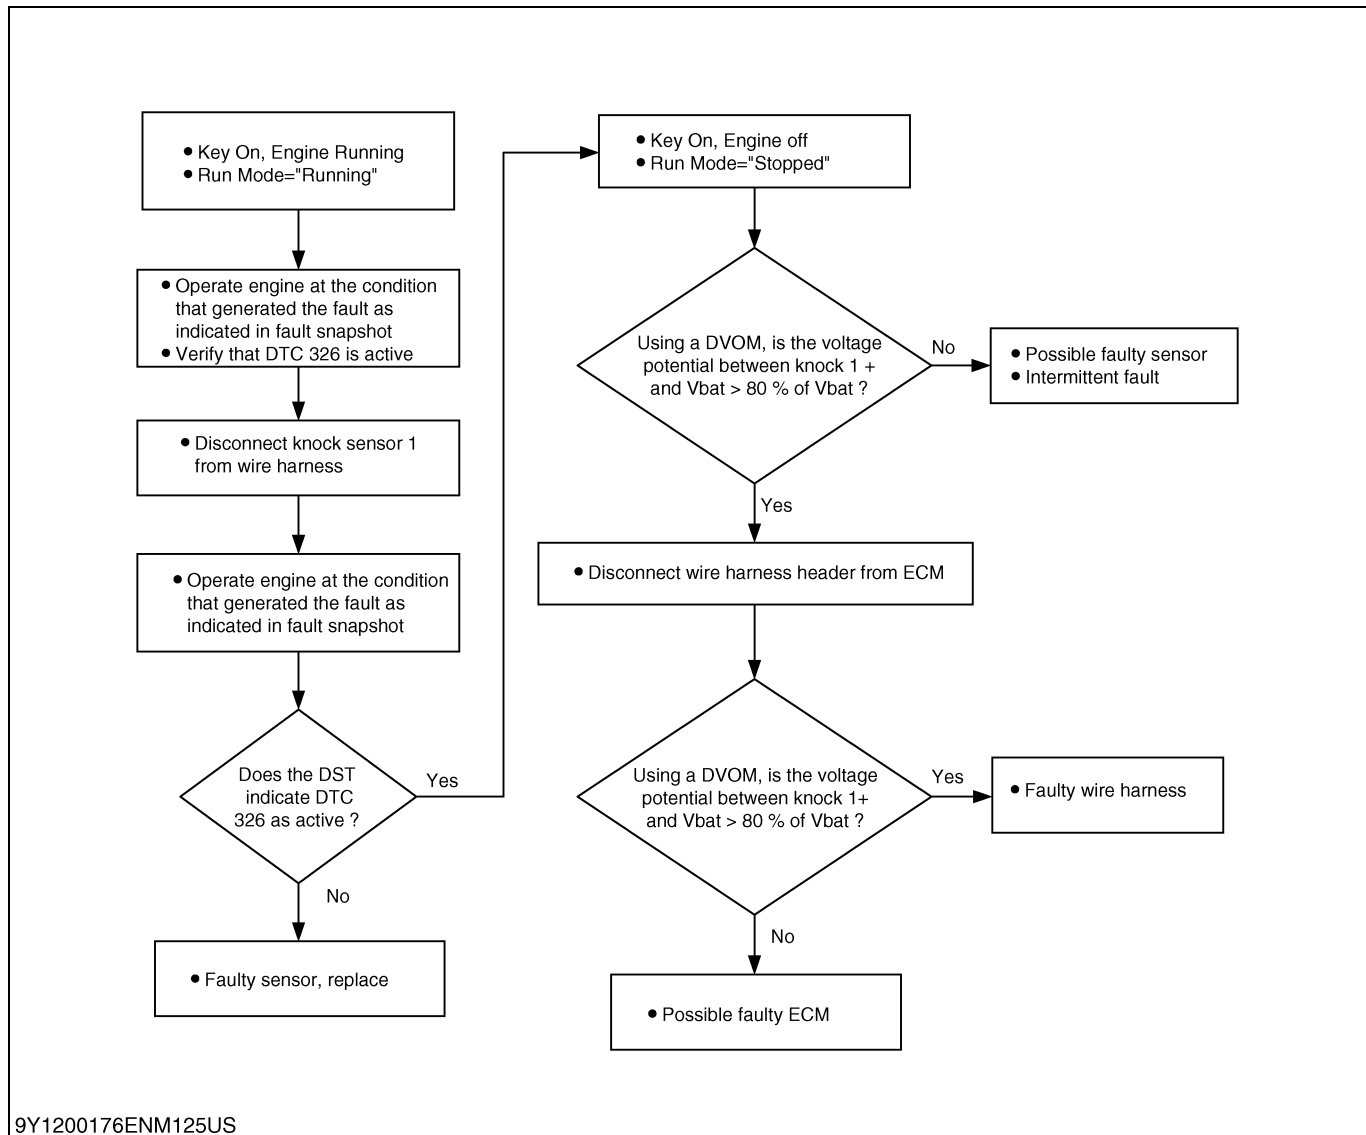 ● Key On, Engine Running
● Run Mode="Running"
● Operate engine at the condition
that generated the fault as
indicated in fault snapshot
● Verify that DTC 326 is active
● Disconnect knock sensor 1
from wire harness
● Operate engine at the condition
that generated the fault as
indicated in fault snapshot
Does the DST
indicate DTC
326 as active ?
Yes
No
● Faulty sensor, replace
● Key On, Engine off
● Run Mode="Stopped"
Using a DVOM, is the voltage
potential between knock 1 +
and Vbat > 80 % of Vbat ?
No
● Possible faulty sensor
● Intermittent fault
Yes
● Disconnect wire harness header from ECM
Using a DVOM, is the voltage
potential between knock 1+
and Vbat > 80 % of Vbat ?
Yes
● Faulty wire harness
No
● Possible faulty ECM
9Y1200176ENM125US